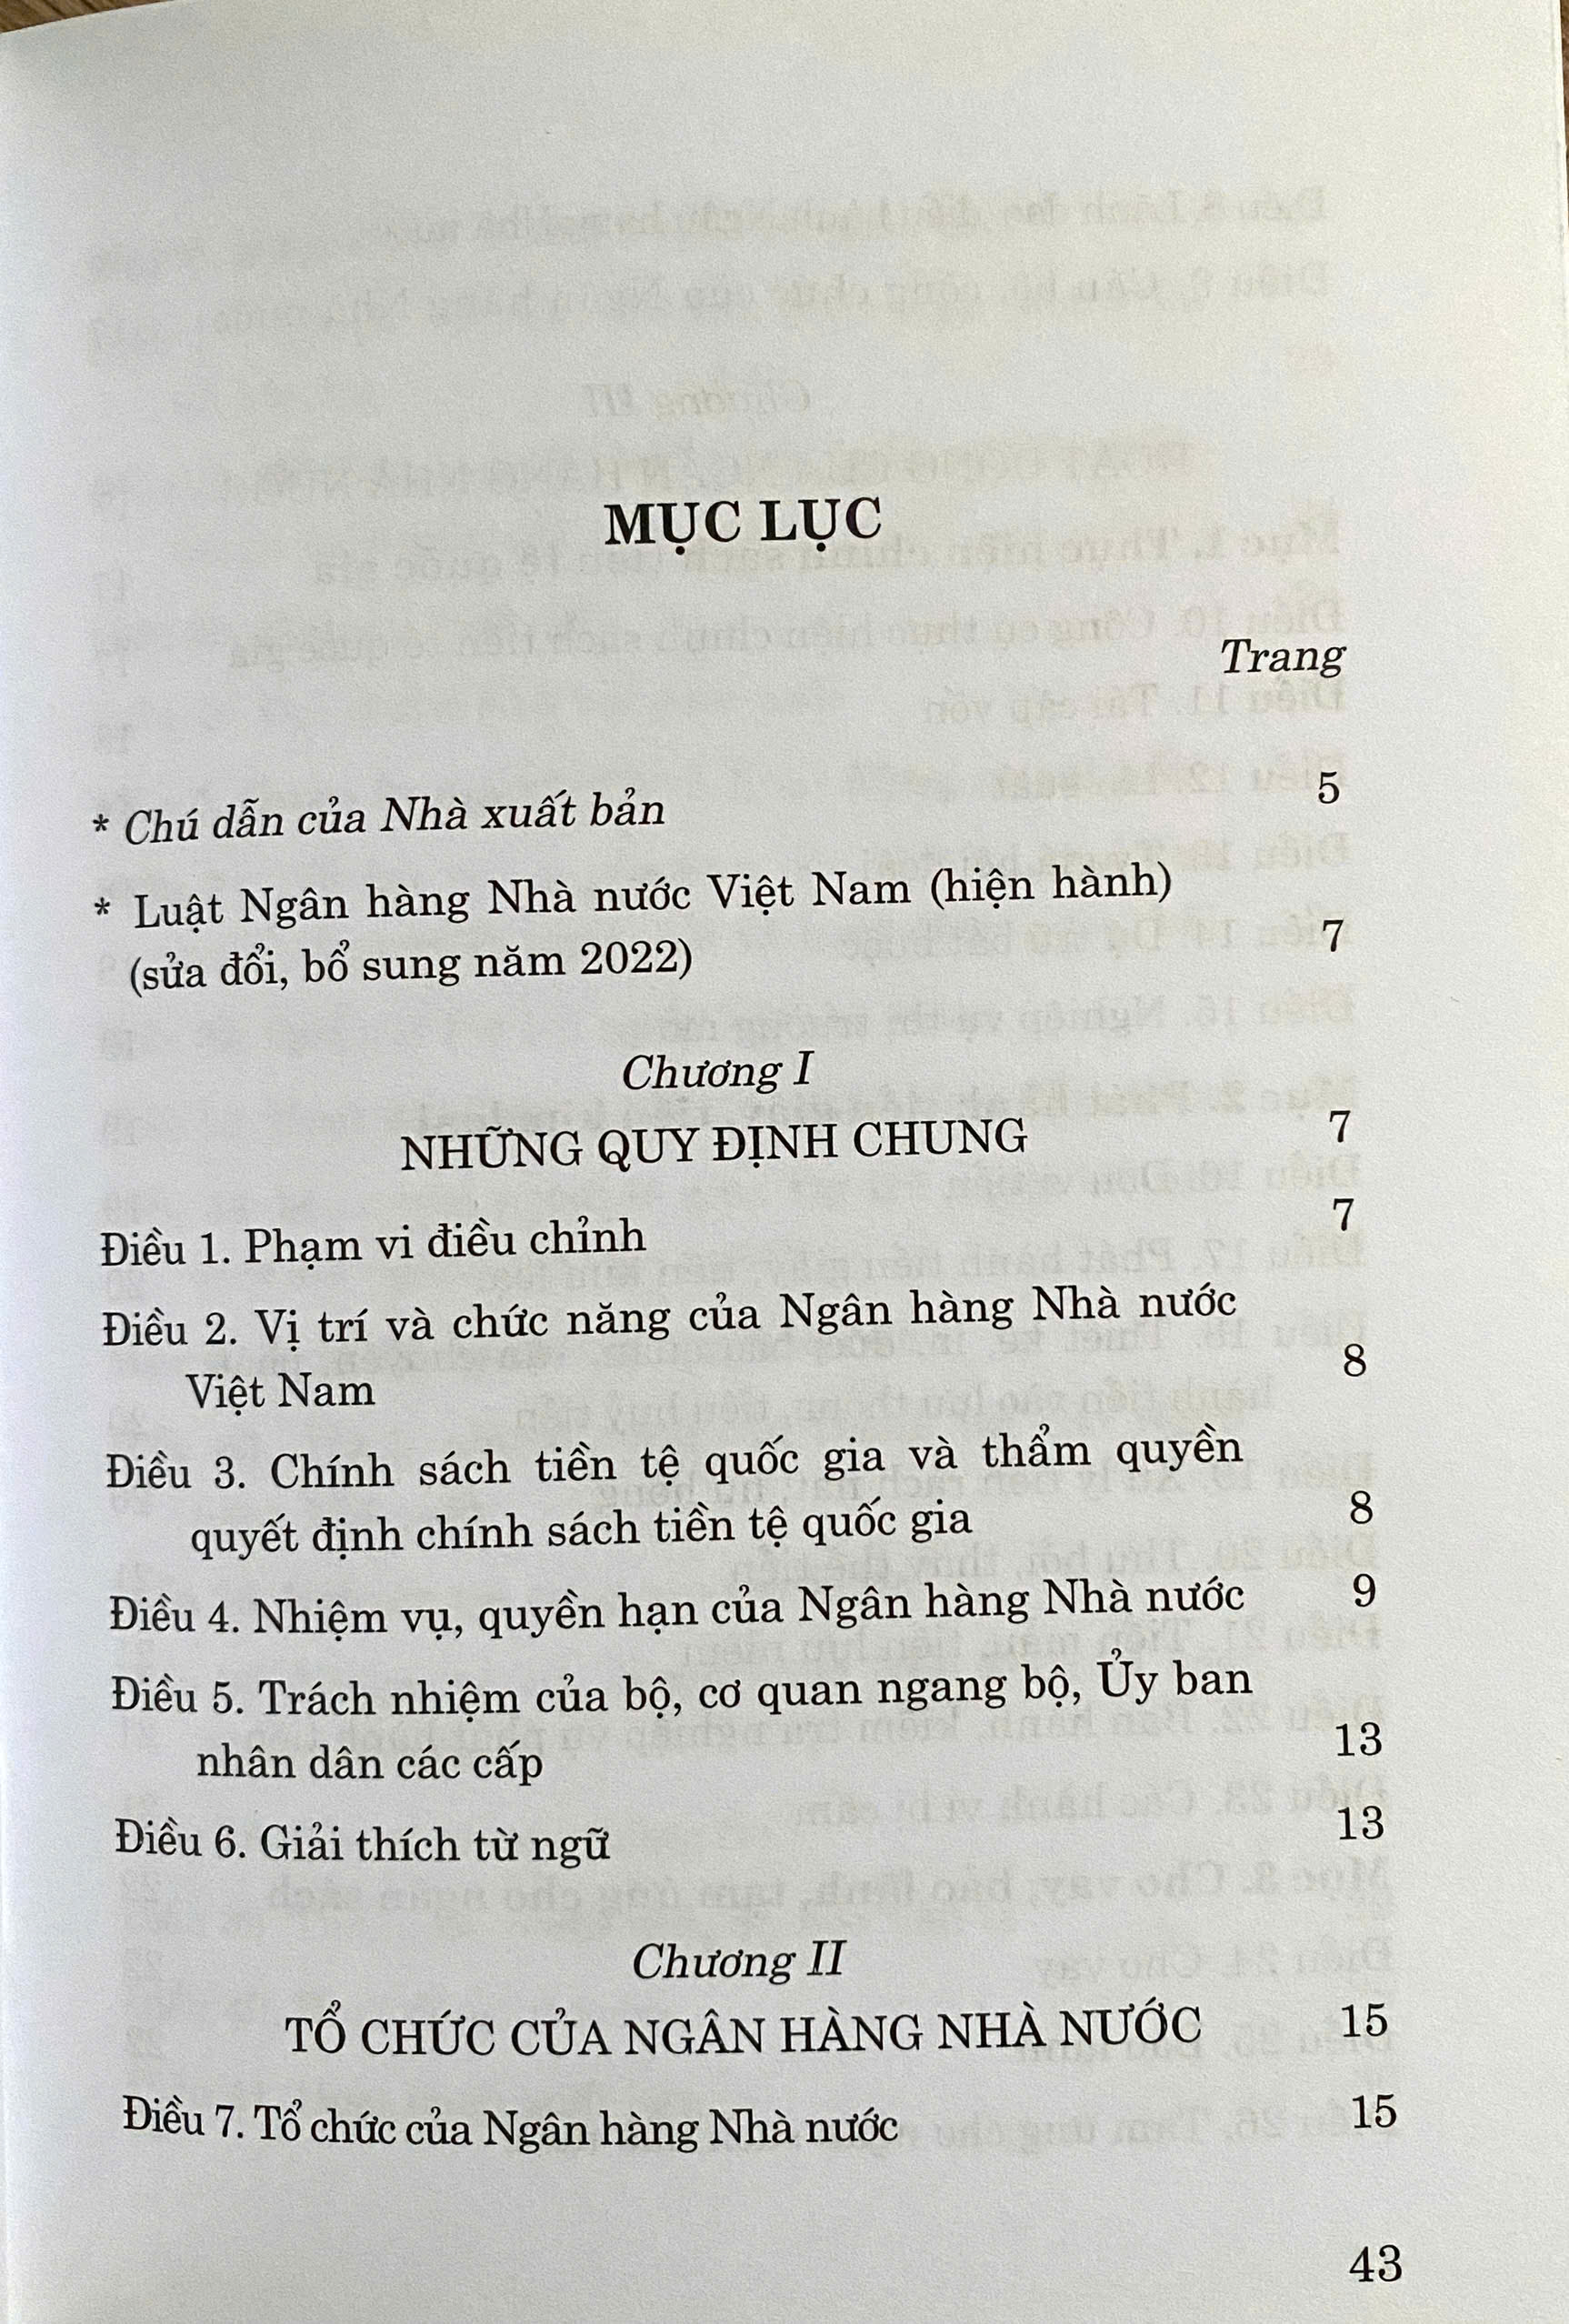 MỤC LỤC
Trang
* Chú dẫn của Nhà xuất bản 5
* Luật Ngân hàng Nhà nước Việt Nam (hiện hành)
(sửa đổi, bổ sung năm 2022) 7
Chương I
NHỮNG QUY ĐỊNH CHUNG 7
Điều 1. Phạm vi điều chỉnh 7
Điều 2. Vị trí và chức năng của Ngân hàng Nhà nước
Việt Nam 8
Điều 3. Chính sách tiền tệ quốc gia và thẩm quyền
quyết định chính sách tiền tệ quốc gia 8
Điều 4. Nhiệm vụ, quyền hạn của Ngân hàng Nhà nước 9
Điều 5. Trách nhiệm của bộ, cơ quan ngang bộ, Ủy ban
nhân dân các cấp 13
Điều 6. Giải thích từ ngữ 13
Chương II
TỔ CHỨC CỦA NGÂN HÀNG NHÀ NƯỚC 15
Điều 7. Tổ chức của Ngân hàng Nhà nước 15
43